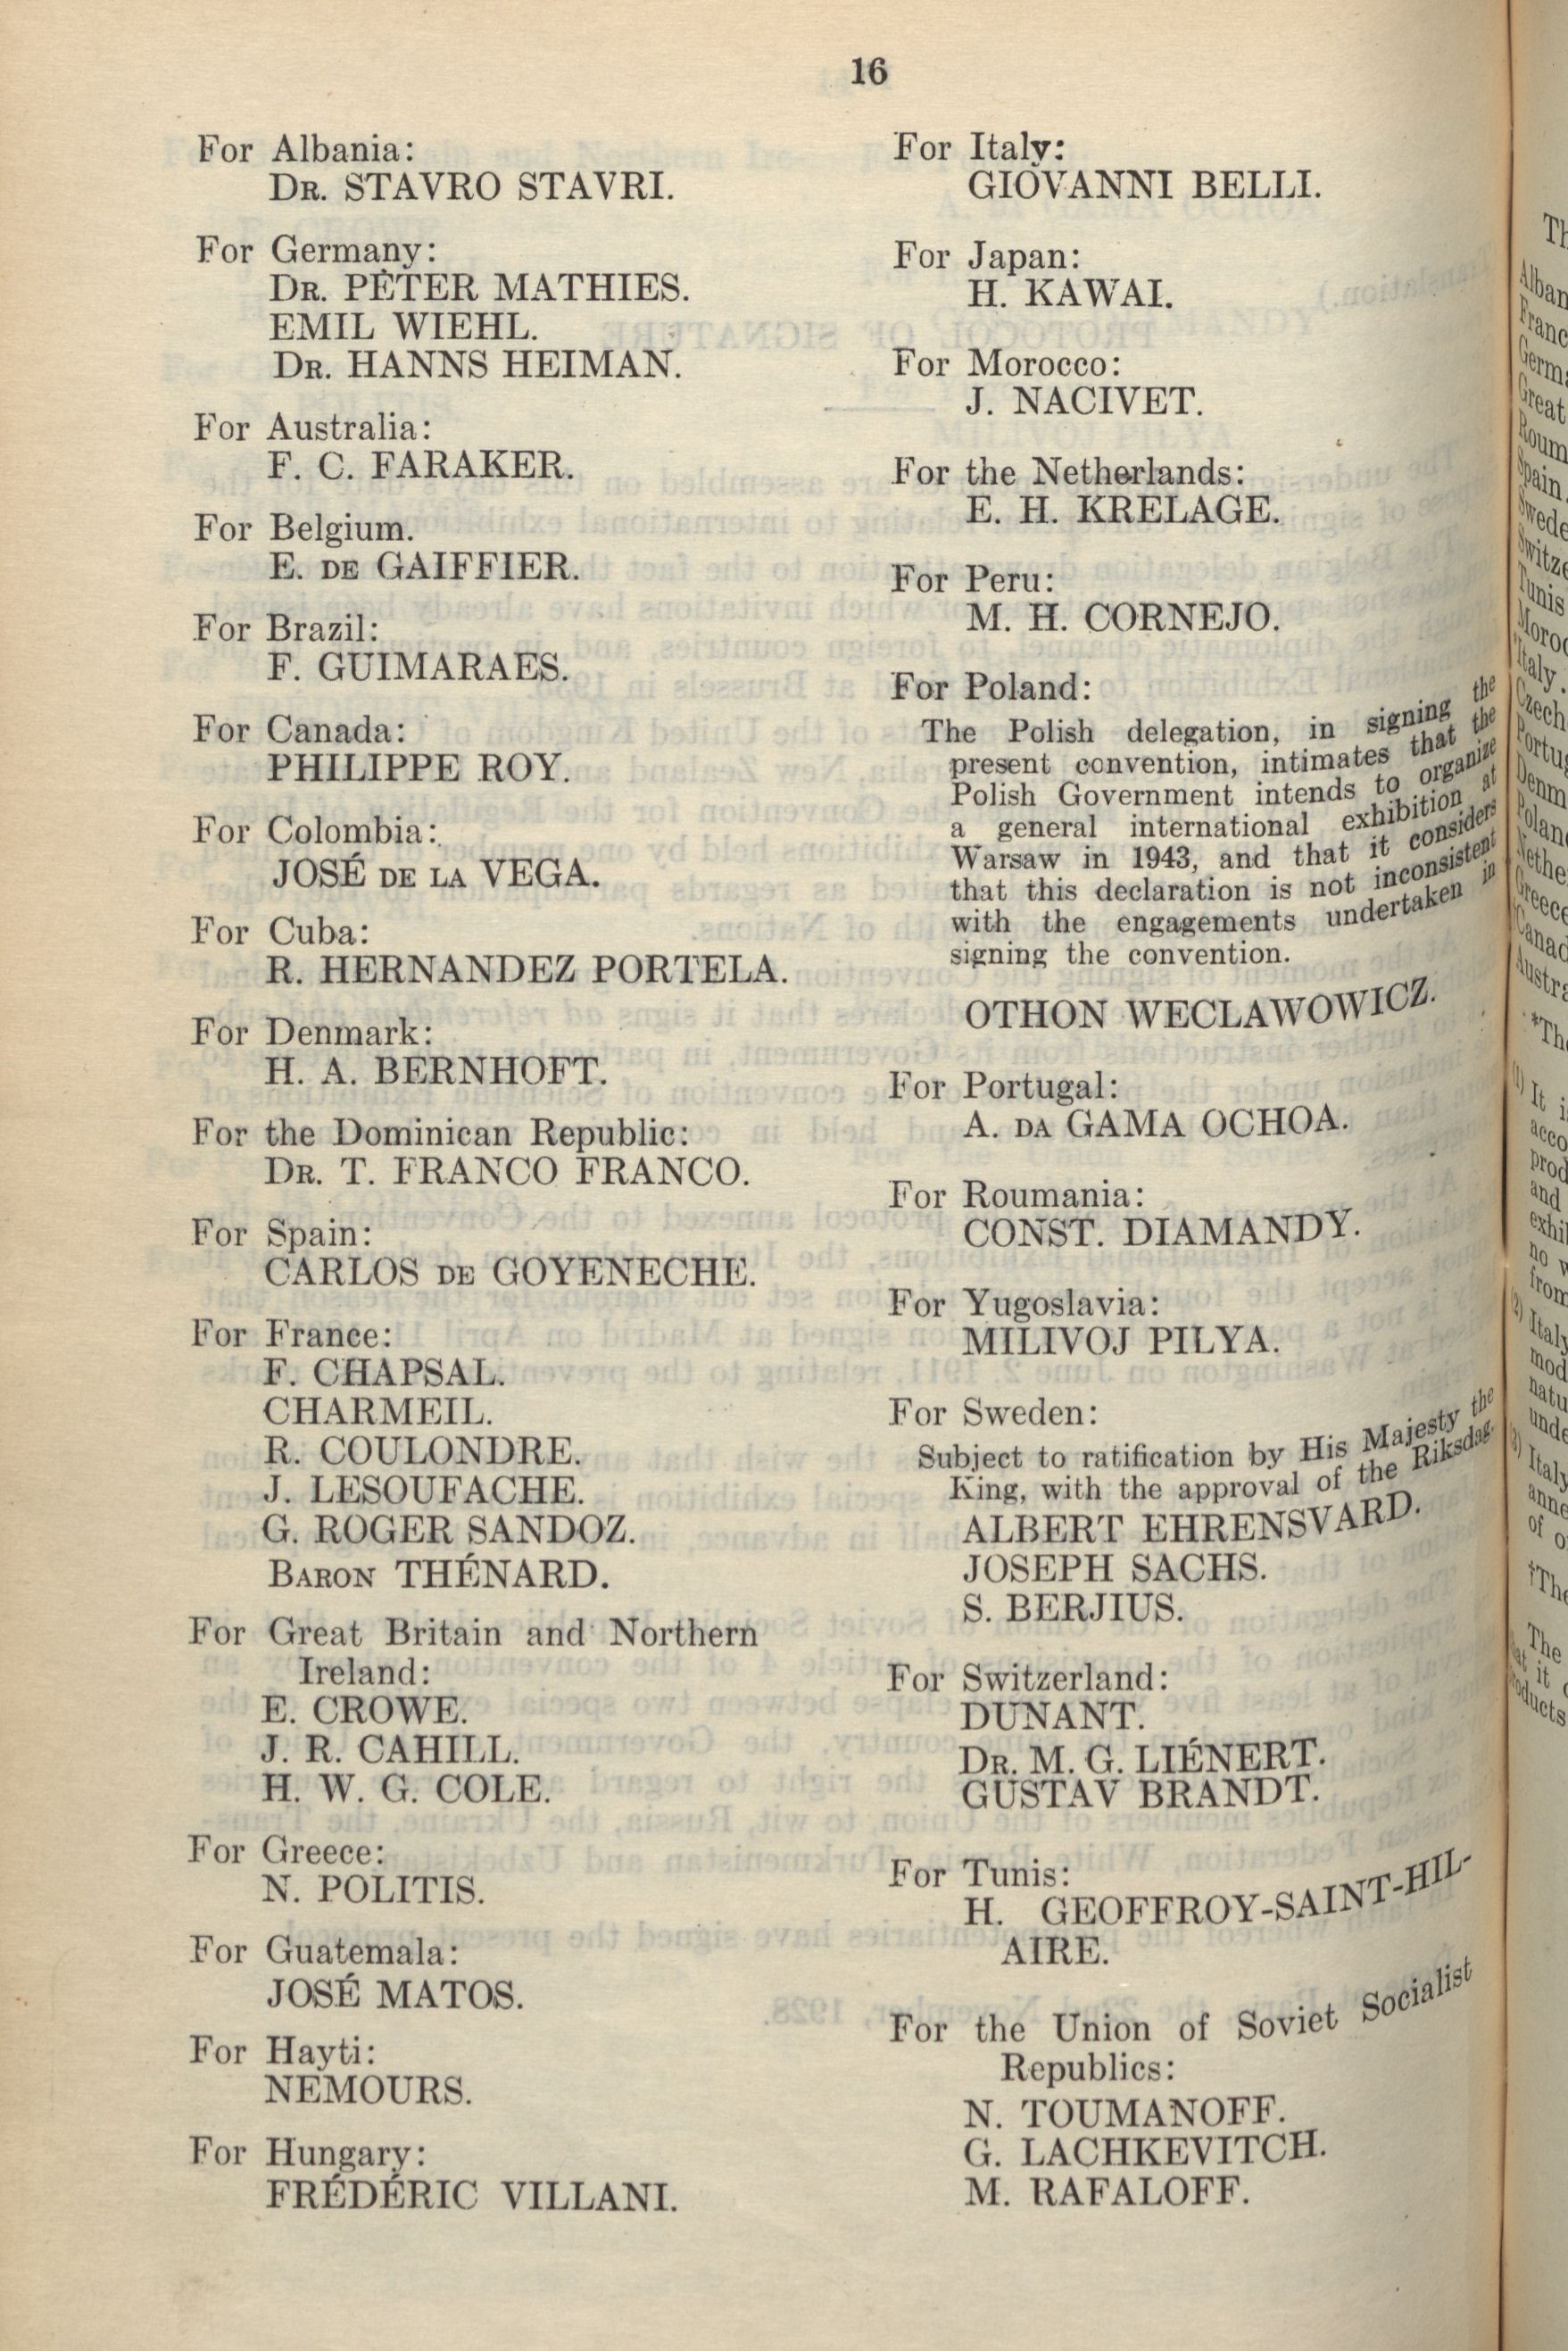 16
For Albania:
DR. STAVRO STAVRI.
For Germany:
DR. PETER MATHIES.
EMIL WIEHL.
DR. HANNS HEIMAN.
For Australia:
F. C. FARAKER.
For Belgium.
E. DE GAIFFIER.
For Brazil:
F. GUIMARAES.
For Canada:
PHILIPPE ROY.
For Colombia:
JOSÉ DE LA VEGA.
For Cuba:
R. HERNANDEZ PORTELA.
For Denmark:
H. A. BERNHOFT.
For the Dominican Republic:
DR. T. FRANCO FRANCO.
For Spain:
CARLOS DE GOYENECHE.
For France:
F. CHAPSAL.
CHARMEIL.
R. COULONDRE.
J. LESOUFACHE.
G. ROGER SANDOZ.
BARON THÉNARD.
For Great Britain and Northern
Ireland:
E. CROWE.
J. R. CAHILL.
H. W. G. COLE.
For Greece:
N. POLITIS.
For Guatemala:
JOSÉ MATOS.
For Hayti:
NEMOURS.
For Hungary:
FRÉDÉRIC VILLANI.
For Italy:
GIOVANNI BELLI.
For Japan:
H. KAWAI.
For Morocco:
J. NACIVET.
For the Netherlands:
E. H. KRELAGE.
For Peru:
M. H. CORNEJO.
For Poland:
The Polish delegation, in signing the
present convention, intimates that the
Polish Government intends to organize
a general international exhibition at
Warsaw in 1943, and that it considers
that this declaration is not inconsistent
with the engagements undertaken in
signing the convention.
OTHON WECLAWOWICZ.
For Portugal:
A. DA GAMA OCHOA.
For Roumania:
CONST. DIAMANDY.
For Yugoslavia:
MILIVOJ PILYA.
For Sweden:
Subject to ratification by His Majesty the
King, with the approval of the Riksdag.
ALBERT EHRENSVARD.
JOSEPH SACHS.
S. BERJIUS.
For Switzerland:
DUNANT.
DR. M. G. LIÉNERT.
GUSTAV BRANDT.
For Tunis:
H. GEOFFROY-SAINT-HIL-
AIRE.
For the Union of Soviet Socialist
Republics:
N. TOUMANOFF.
G. LACHKEVITCH.
M. RAFALOFF.